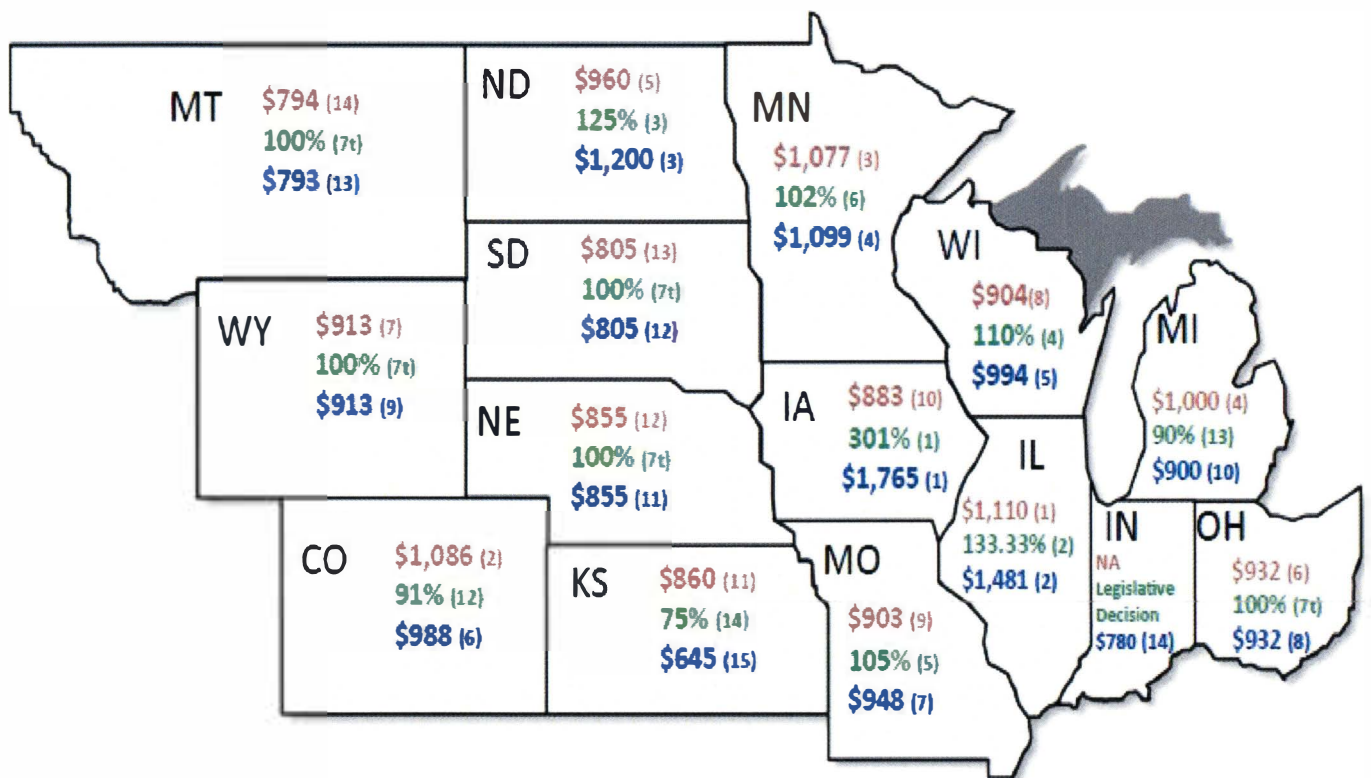 MT
$794 (14)
100% (7t)
$793 (13)
ND
$960 (5)
125% (3)
$1,200 (3)
MN
$1,077 (3)
102% (6)
$1,099 (4)
SD
$805 (13)
100% (7t)
$805 (12)
WI
$904(8)
110% (4)
$994 (5)
WY
$913 (7)
100% (7t)
$913 (9)
MI
$1,000 (4)
90% (13)
$900 (10)
NE
$855 (12)
100% (7t)
$855 (11)
IA
$883 (10)
301% (1)
$1,765 (1)
IL
$1,110 (1)
133.33% (2)
$1,481 (2)
IN
NA
Legislative
Decision
$780 (14)
OH
$932 (6)
100% (7t)
$932 (8)
CO
$1,086 (2)
91% (12)
$988 (6)
KS
$860 (11)
75% (14)
$645 (15)
MO
$903 (9)
105% (5)
$948 (7)